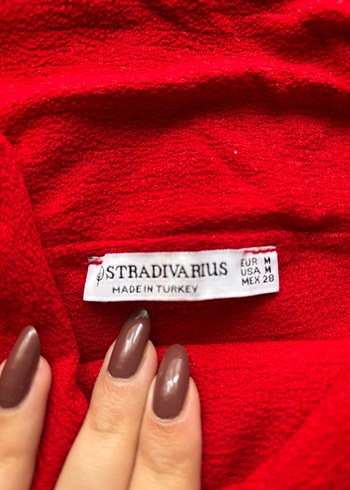 STRADIVARIUS
MADE IN TURKEY
EUR M
USA M
MEX 28